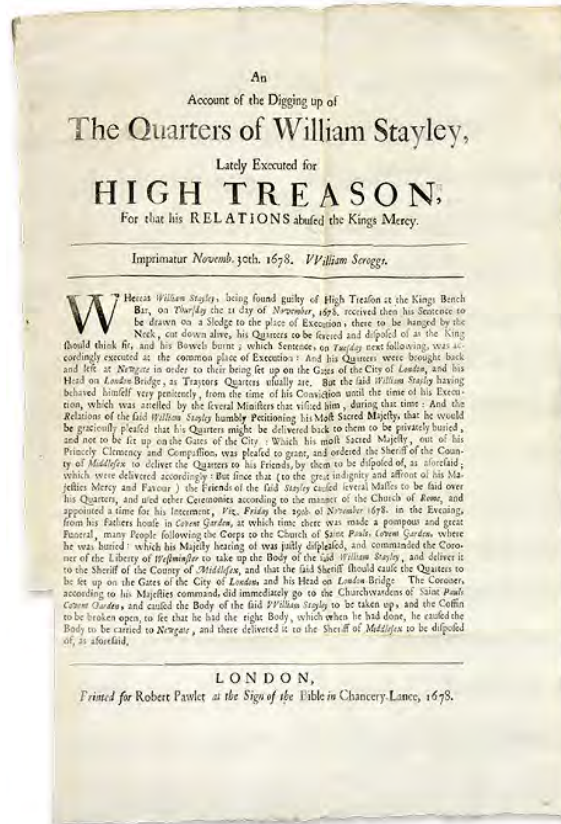 An
Account of the Digging up of
The Quarters of William Stayley,
Lately Executed for
HIGH TREASON,
For that his RELATIONS abused the Kings Mercy.
Imprimatur Novemb. 30th. 1678. VVilliam Scroggs.
WHereas William Stayley, being found guilty of High Treason at the Kings Bench
Bar, on Thursday the 21 day of November, 1678. received then his Sentence to
be drawn on a Sledge to the place of Execution, there to be hanged by the
Neck, cut down alive, his Quarters to be severed and disposed of as the King
should think fit, and his Bowels burnt; which Sentence, on Tuesday next following, was ac-
cordingly executed at the common place of Execution: And his Quarters were brought back
and left at Newgate in order to their being set up on the Gates of the City of London, and his
Head on London Bridge, as Traytors Quarters usually are. But the said William Stayley having
behaved himself very penitently, from the time of his Conviction until the time of his Execu-
tion, which was attested by the several Ministers that visited him, during that time: And the
Relations of the said William Stayley humbly Petitioning his Most Sacred Majesty, that he would
be graciously pleased that his Quarters might be delivered back to them to be privately buried,
and not to be set up on the Gates of the City: Which his most Sacred Majesty, out of his
Princely Clemency and Compassion, was pleased to grant, and ordered the Sheriff of the Coun-
ty of Middlesex to deliver the Quarters to his Friends, by them to be disposed of, as aforesaid;
which were delivered accordingly: But since that (to the great indignity and affront of his Ma-
jesties Mercy and Favour) the Friends of the said Stayley caused several Masses to be said over
his Quarters, and used other Ceremonies according to the manner of the Church of Rome, and
appointed a time for his Interment, Viz. Friday the 29th. of November 1678. in the Evening,
from his Fathers house in Covent Garden, at which time there was made a pompous and great
Funeral, many People following the Corps to the Church of Saint Pauls, Covent Garden, where
he was buried: which his Majesty hearing of was justly displeased, and commanded the Coro-
ner of the Liberty of Westminster to take up the Body of the said William Stayley, and deliver it
to the Sheriff of the County of Middlesex, and that the said Sheriff should cause the Quarters to
be set up on the Gates of the City of London, and his Head on London Bridge The Coroner,
according to his Majesties command, did immediately go to the Churchwardens of Saint Pauls
Covent Garden, and caused the Body of the said VVilliam Stayley to be taken up, and the Coffin
to be broken open, to see that he had the right Body, which when he had done, he caused the
Body to be carried to Newgate, and there delivered it to the Sheriff of Middlesex to be disposed
of, as aforesaid.
LONDON,
Printed for Robert Pawlet at the Sign of the Bible in Chancery-Lance, 1678.